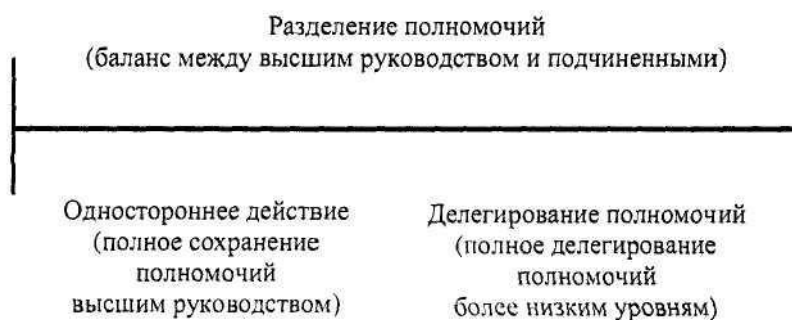 Разделение полномочий
(баланс между высшим руководством и подчиненными)
Одностороннее действие
(полное сохранение
полномочий
высшим руководством)
Делегирование полномочий
(полное делегирование
полномочий
более низким уровням)